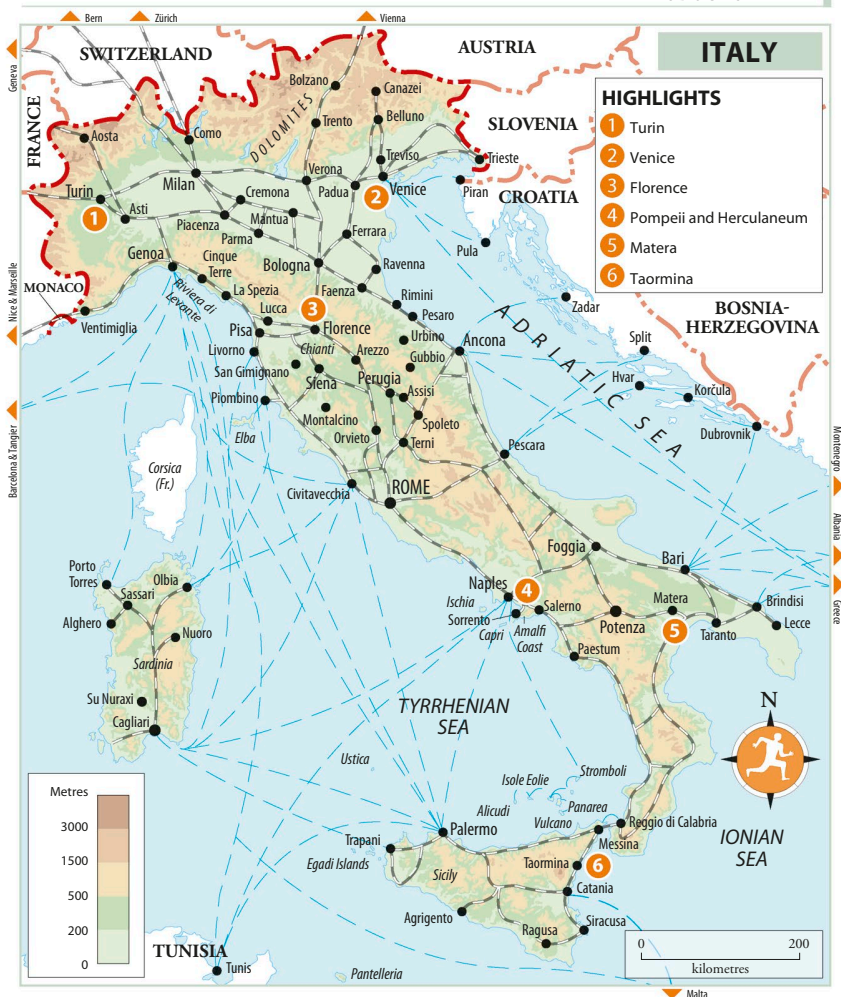 Bern
Zürich
Vienna
Geneva
SWITZERLAND
AUSTRIA
ITALY
HIGHLIGHTS
1 Turin
2 Venice
3 Florence
4 Pompeii and Herculaneum
5 Matera
6 Taormina
FRANCE
SLOVENIA
CROATIA
BOSNIA-
HERZEGOVINA
MONACO
Nice & Marseille
Barcelona & Tangier
Bolzano
Canazei
DOLOMITES
Trento
Belluno
Aosta
Como
Treviso
Trieste
Verona
Milan
Padua
2
Venice
Piran
Turin
1
Asti
Cremona
Mantua
Piacenza
Parma
Ferrara
Pula
Genoa
Cinque
Terre
Bologna
Ravenna
Riviera di
Levante
La Spezia
Faenza
3
Rimini
Zadar
Ventimiglia
Lucca
Pesaro
Pisa
Florence
ADRIATIC SEA
Livorno
Chianti
Arezzo
Urbino
Ancona
Split
San Gimignano
Siena
Gubbio
Hvar
Korčula
Piombino
Perugia
Assisi
Montalcino
Elba
Orvieto
Spoleto
Terni
Dubrovnik
Pescara
Montenegro
Corsica
(Fr.)
Civitavecchia
ROME
Albania
Greece
Foggia
Bari
Porto
Torres
Olbia
Sassari
Alghero
Nuoro
Sardinia
Su Nuraxi
Cagliari
Naples
4
Ischia
Sorrento
Capri
Amalfi
Coast
Salerno
Potenza
Matera
5
Brindisi
Taranto
Lecce
Paestum
TYRRHENIAN
SEA
N
Ustica
Isole Eolie
Stromboli
Alicudi
Panarea
Vulcano
Reggio di Calabria
Messina
IONIAN
SEA
Palermo
Trapani
Egadi Islands
Taormina
6
Sicily
Catania
Agrigento
Siracusa
Ragusa
Metres
3000
1500
500
200
0
TUNISIA
Tunis
Pantelleria
0 200
kilometres
Malta